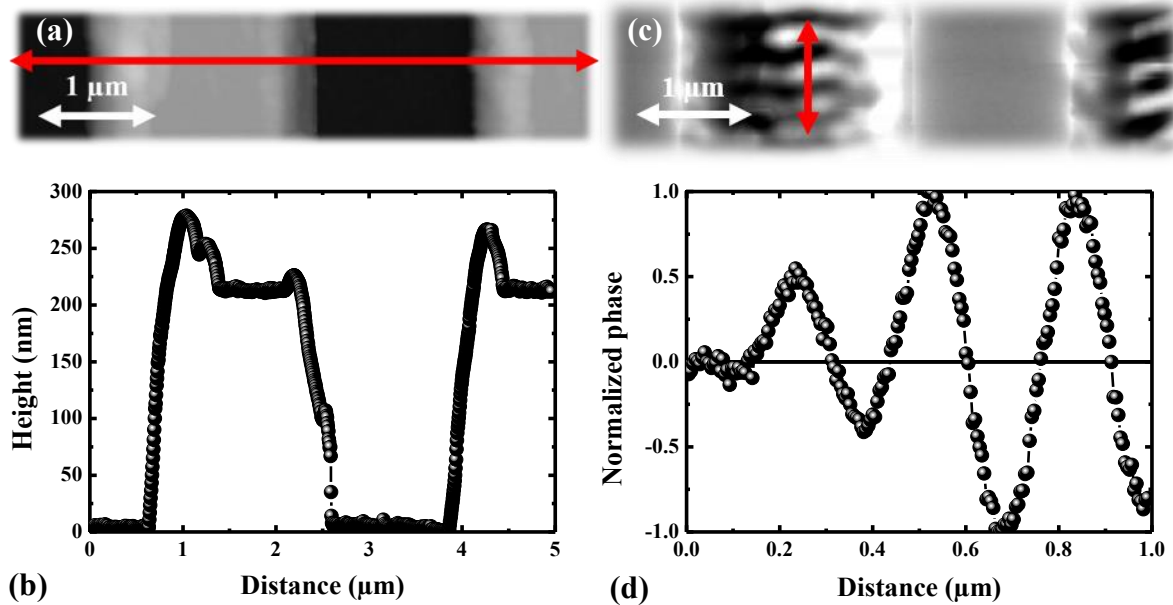 (a)
1 µm
(c)
1 µm
300
250
200
150
100
50
0
Height (nm)
0 1 2 3 4 5
Distance (µm)
(b)
1.0
0.5
0.0
-0.5
-1.0
Normalized phase
0.0 0.2 0.4 0.6 0.8 1.0
Distance (µm)
(d)